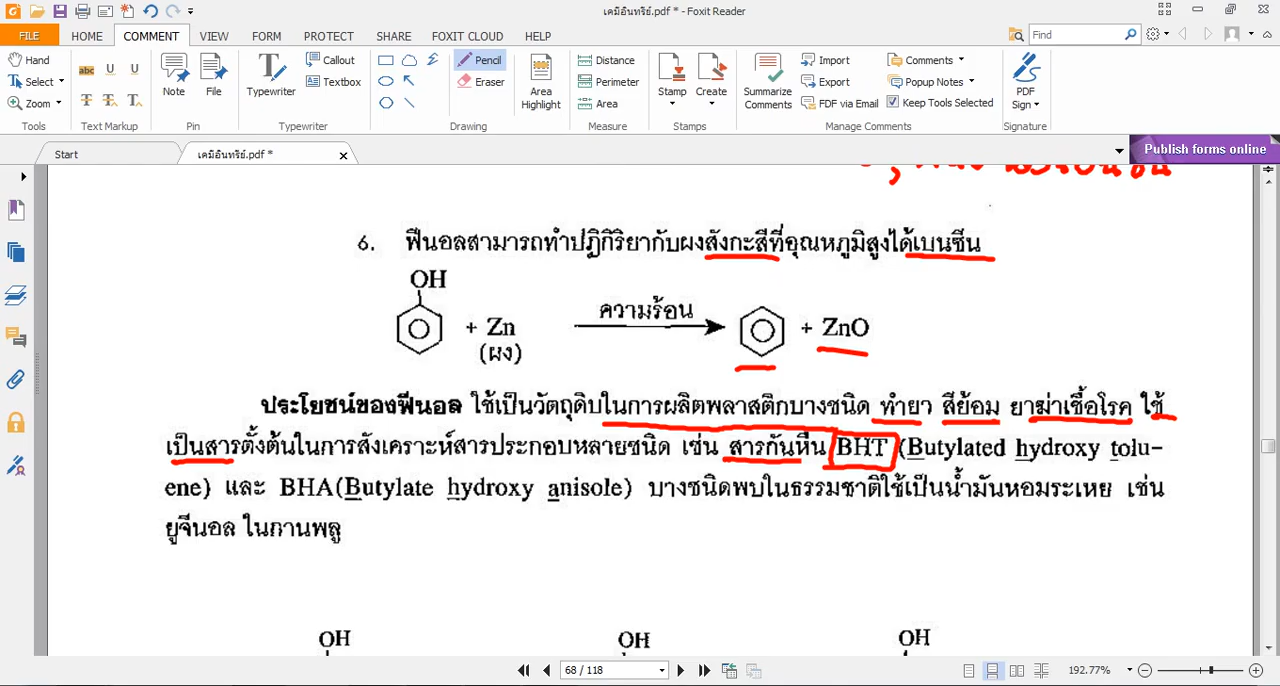 เคมีอินทรีย์.pdf * - Foxit Reader
FILE HOME COMMENT VIEW FORM PROTECT SHARE FOXIT CLOUD HELP
Find
Hand
Select
Zoom
Tools
abc U U
T T T
Text Markup
Note File
Pin
Typewriter
Callout
Textbox
Typewriter
Pencil
Eraser
Drawing
Area Highlight
Distance
Perimeter
Area
Measure
Stamp Create
Stamps
Summarize Comments
Import
Export
FDF via Email
Comments
Popup Notes
Keep Tools Selected
Manage Comments
PDF Sign
Signature
Start
เคมีอินทรีย์.pdf *
Publish forms online
6. ฟีนอลสามารถทำปฏิกิริยากับผงสังกะสีที่อุณหภูมิสูงได้เบนซีน
OH
+ Zn ความร้อน + ZnO
(ผง)
ประโยชน์ของฟีนอล ใช้เป็นวัตถุดิบในการผลิตพลาสติกบางชนิด ทำยา สีย้อม ยาฆ่าเชื้อโรค ใช้
เป็นสารตั้งต้นในการสังเคราะห์สารประกอบหลายชนิด เช่น สารกันหืน BHT (Butylated hydroxy tolu-
ene) และ BHA(Butylate hydroxy anisole) บางชนิดพบในธรรมชาติใช้เป็นน้ำมันหอมระเหย เช่น
ยูจีนอล ในกานพลู
OH OH OH
68 / 118
192.77%